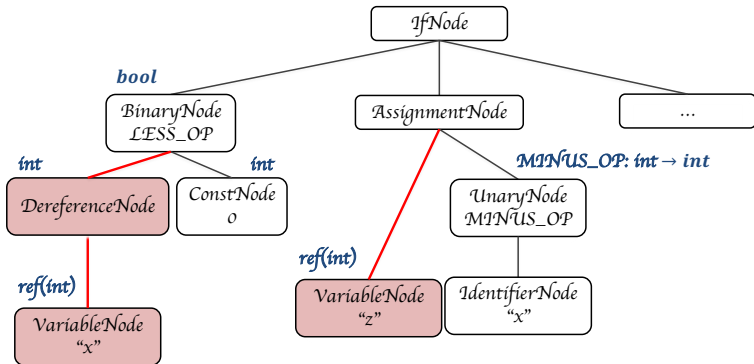 IfNode
bool
BinaryNode
LESS_OP
AssignmentNode
...
int
int
MINUS_OP: int → int
DereferenceNode
ConstNode
0
UnaryNode
MINUS_OP
ref(int)
ref(int)
VariableNode
"x"
VariableNode
"z"
IdentifierNode
"x"